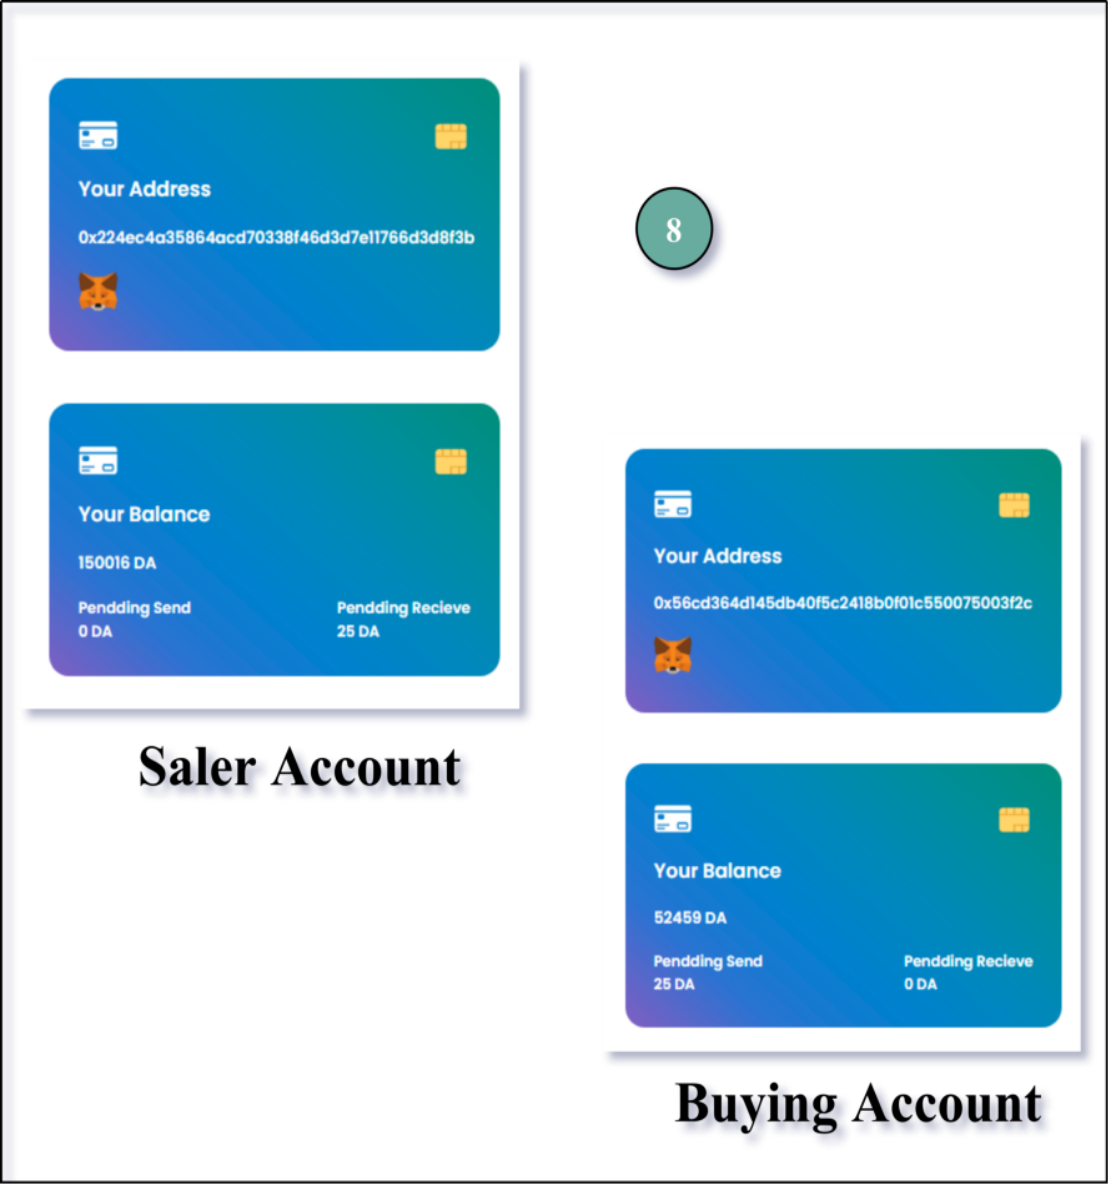 Your Address
0x224ec4a35864acd70338f46d3d7e11766d3d8f3b
Your Balance
150016 DA
Pendding Send
Pendding Recieve
0 DA
25 DA
Saler Account
8
Your Address
0x56cd364d145db40f5c2418b0f01c550075003f2c
Your Balance
52459 DA
Pendding Send
Pendding Recieve
25 DA
0 DA
Buying Account